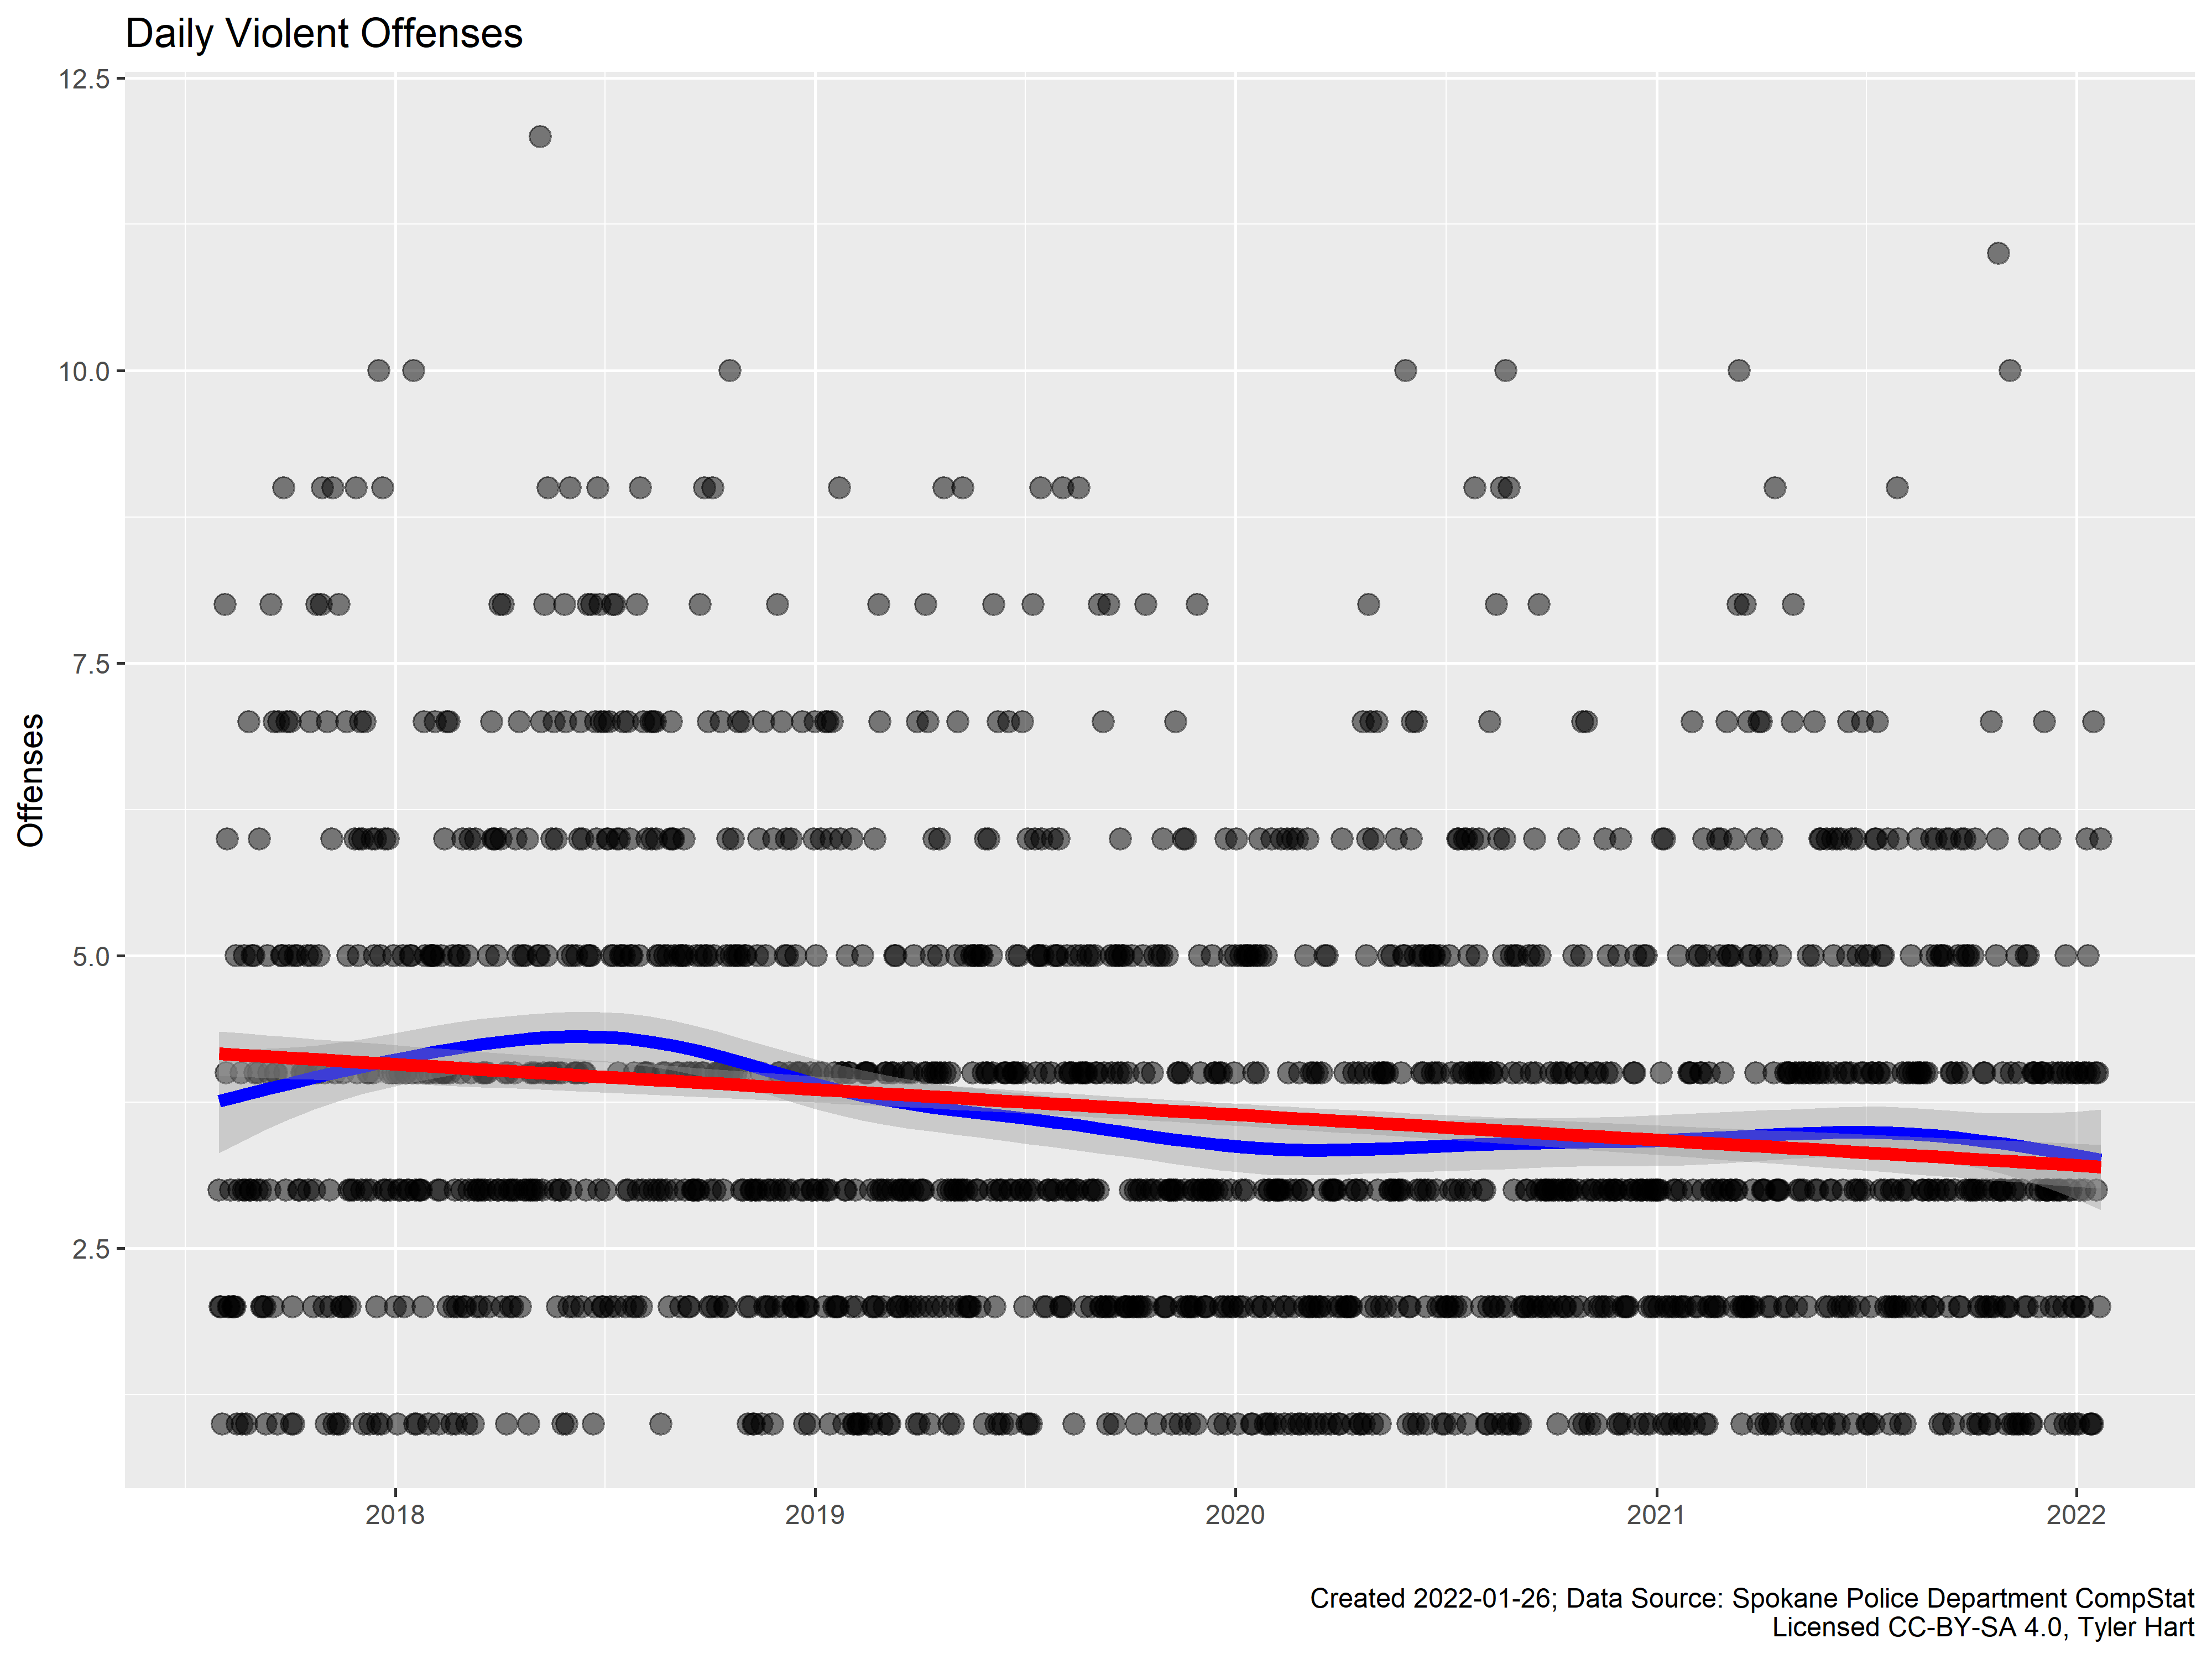 Daily Violent Offenses
12.5
10.0
7.5
5.0
2.5
Offenses
2018 2019 2020 2021 2022
Created 2022-01-26; Data Source: Spokane Police Department CompStat
Licensed CC-BY-SA 4.0, Tyler Hart